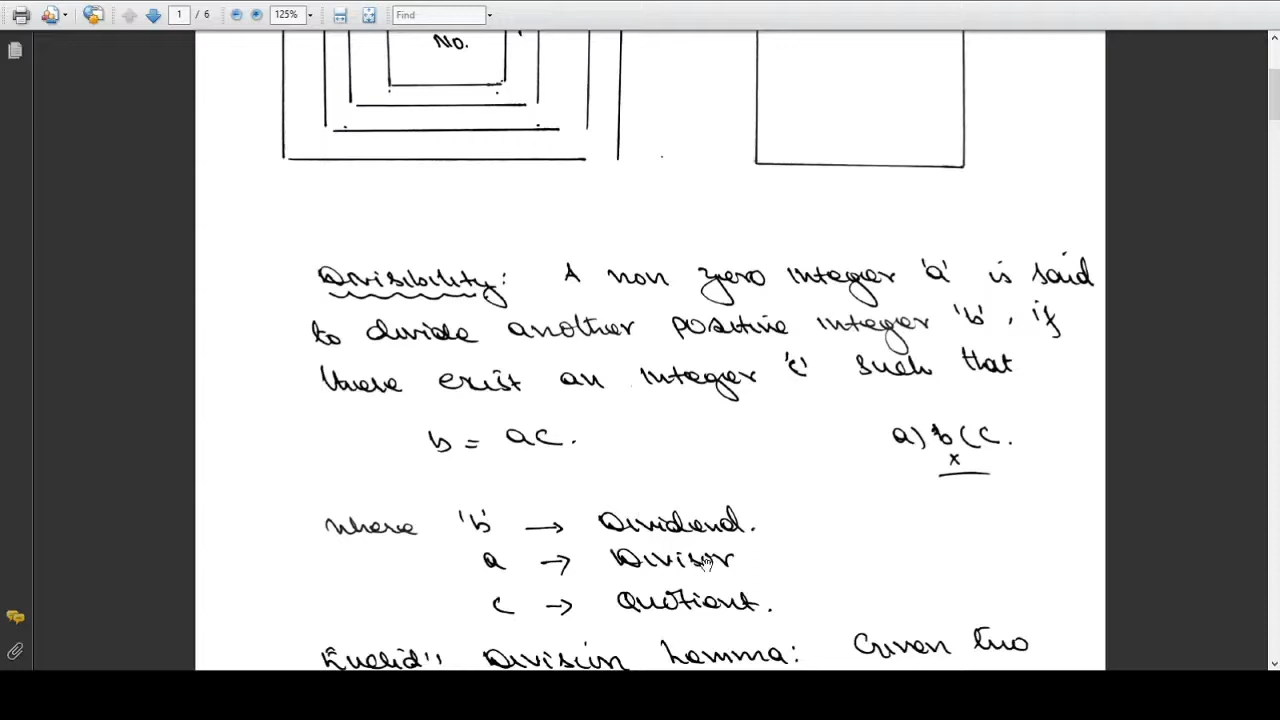 1 / 6 125% Find
No.
Divisibility: A non zero integer 'a' is said
to divide another positive integer 'b', if
there exist an integer 'c' such that
b = ac. a) b (c.
x
where 'b' → Dividend.
a → Divisor
c → Quotient.
Euclid's Division Lemma: Given two